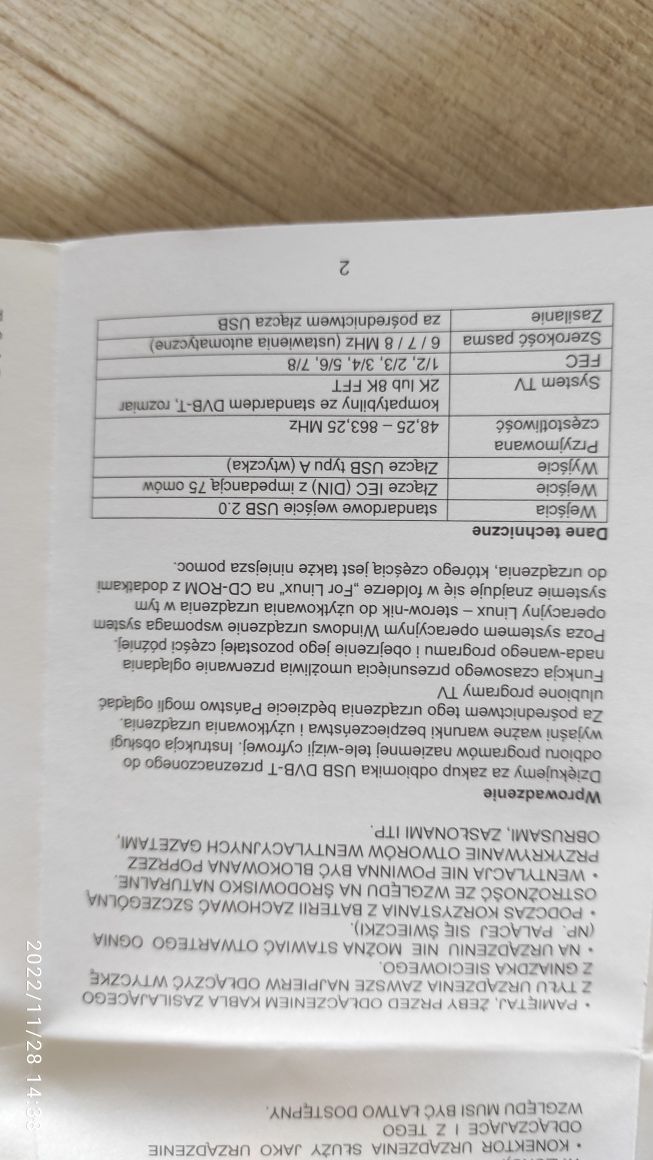 • KONEKTOR URZĄDZENIA SŁUŻY JAKO URZĄDZENIE
ODŁĄCZAJĄCE I Z TEGO
WZGLĘDU MUSI BYĆ ŁATWO DOSTĘPNY.
• PAMIĘTAJ, ŻEBY PRZED ODŁĄCZENIEM KABLA ZASILAJĄCEGO
Z TYŁU URZĄDZENIA ZAWSZE NAJPIERW ODŁĄCZYĆ WTYCZKĘ
Z GNIAZDKA SIECIOWEGO.
• NA URZĄDZENIU NIE MOŻNA STAWIAĆ OTWARTEGO OGNIA
(NP. PALĄCEJ SIĘ ŚWIECZKI).
• PODCZAS KORZYSTANIA Z BATERII ZACHOWAĆ SZCZEGÓLNĄ
OSTROŻNOŚĆ ZE WZGLĘDU NA ŚRODOWISKO NATURALNE.
• WENTYLACJA NIE POWINNA BYĆ BLOKOWANA POPRZEZ
PRZYKRYWANIE OTWORÓW WENTYLACYJNYCH GAZETAMI,
OBRUSAMI, ZASŁONAMI ITP.
Wprowadzenie
Dziękujemy za zakup odbiornika USB DVB-T przeznaczonego do
odbioru programów naziemnej tele-wizji cyfrowej. Instrukcja obsługi
wyjaśni ważne warunki bezpieczeństwa i użytkowania urządzenia.
Za pośrednictwem tego urządzenia będziecie Państwo mogli oglądać
ulubione programy TV
Funkcja czasowego przesunięcia umożliwia przerwanie oglądania
nada-wanego programu i obejrzenie jego pozostałej części później.
Poza systemem operacyjnym Windows urządzenie wspomaga system
operacyjny Linux – sterow-nik do użytkowania urządzenia w tym
systemie znajduje się w folderze „For Linux” na CD-ROM z dodatkami
do urządzenia, którego częścią jest także niniejsza pomoc.
Dane techniczne
Wejścia standardowe wejście USB 2.0
Wejście Złącze IEC (DIN) z impedancją 75 omów
Wyjście Złącze USB typu A (wtyczka)
Przyjmowana
częstotliwość 48,25 – 863,25 MHz
System TV kompatybilny ze standardem DVB-T, rozmiar
2K lub 8K FFT
FEC 1/2, 2/3, 3/4, 5/6, 7/8
Szerokość pasma 6 / 7 / 8 MHz (ustawienia automatyczne)
Zasilanie za pośrednictwem złącza USB
2
2022/11/28 14:33